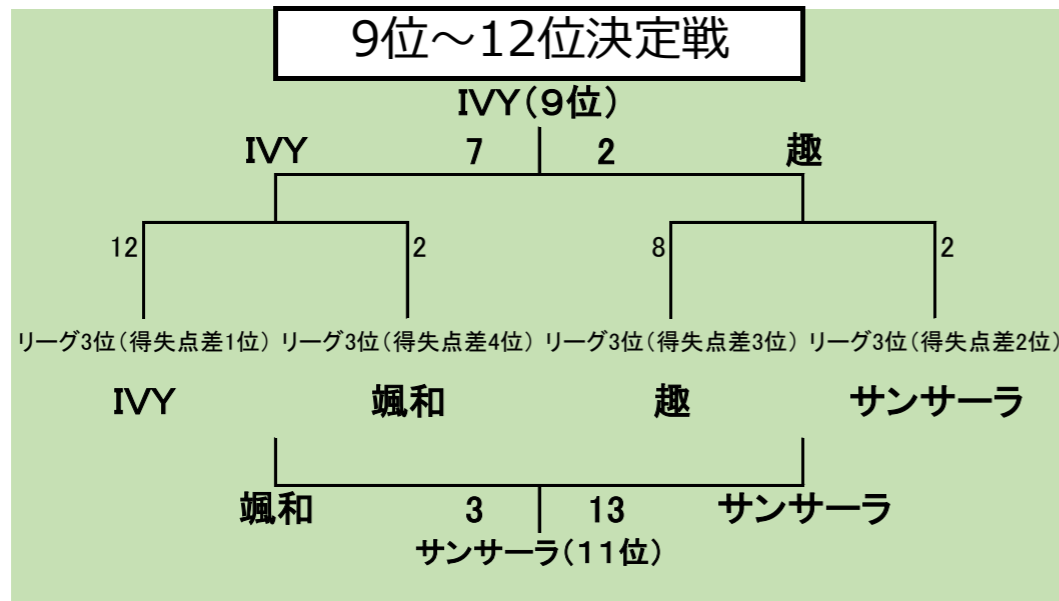 9位～12位決定戦
IVY（９位）
IVY 7 2 趣
12 2 8 2
リーグ3位（得失点差1位） リーグ3位（得失点差4位） リーグ3位（得失点差3位） リーグ3位（得失点差2位）
IVY 颯和 趣 サンサーラ
颯和 3 13 サンサーラ
サンサーラ（１１位）